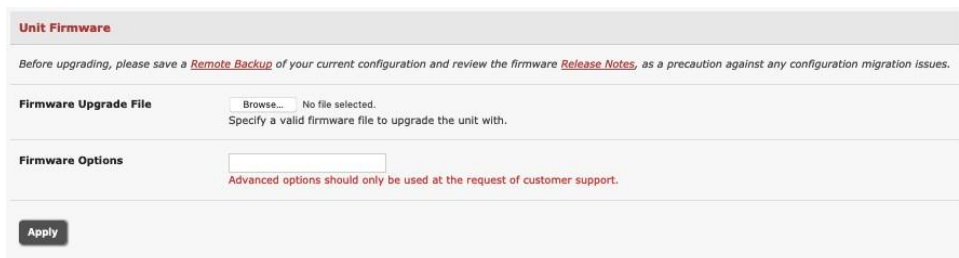 Unit Firmware
Before upgrading, please save a Remote Backup of your current configuration and review the firmware Release Notes, as a precaution against any configuration migration issues.
Firmware Upgrade File
Browse... No file selected.
Specify a valid firmware file to upgrade the unit with.
Firmware Options
Advanced options should only be used at the request of customer support.
Apply